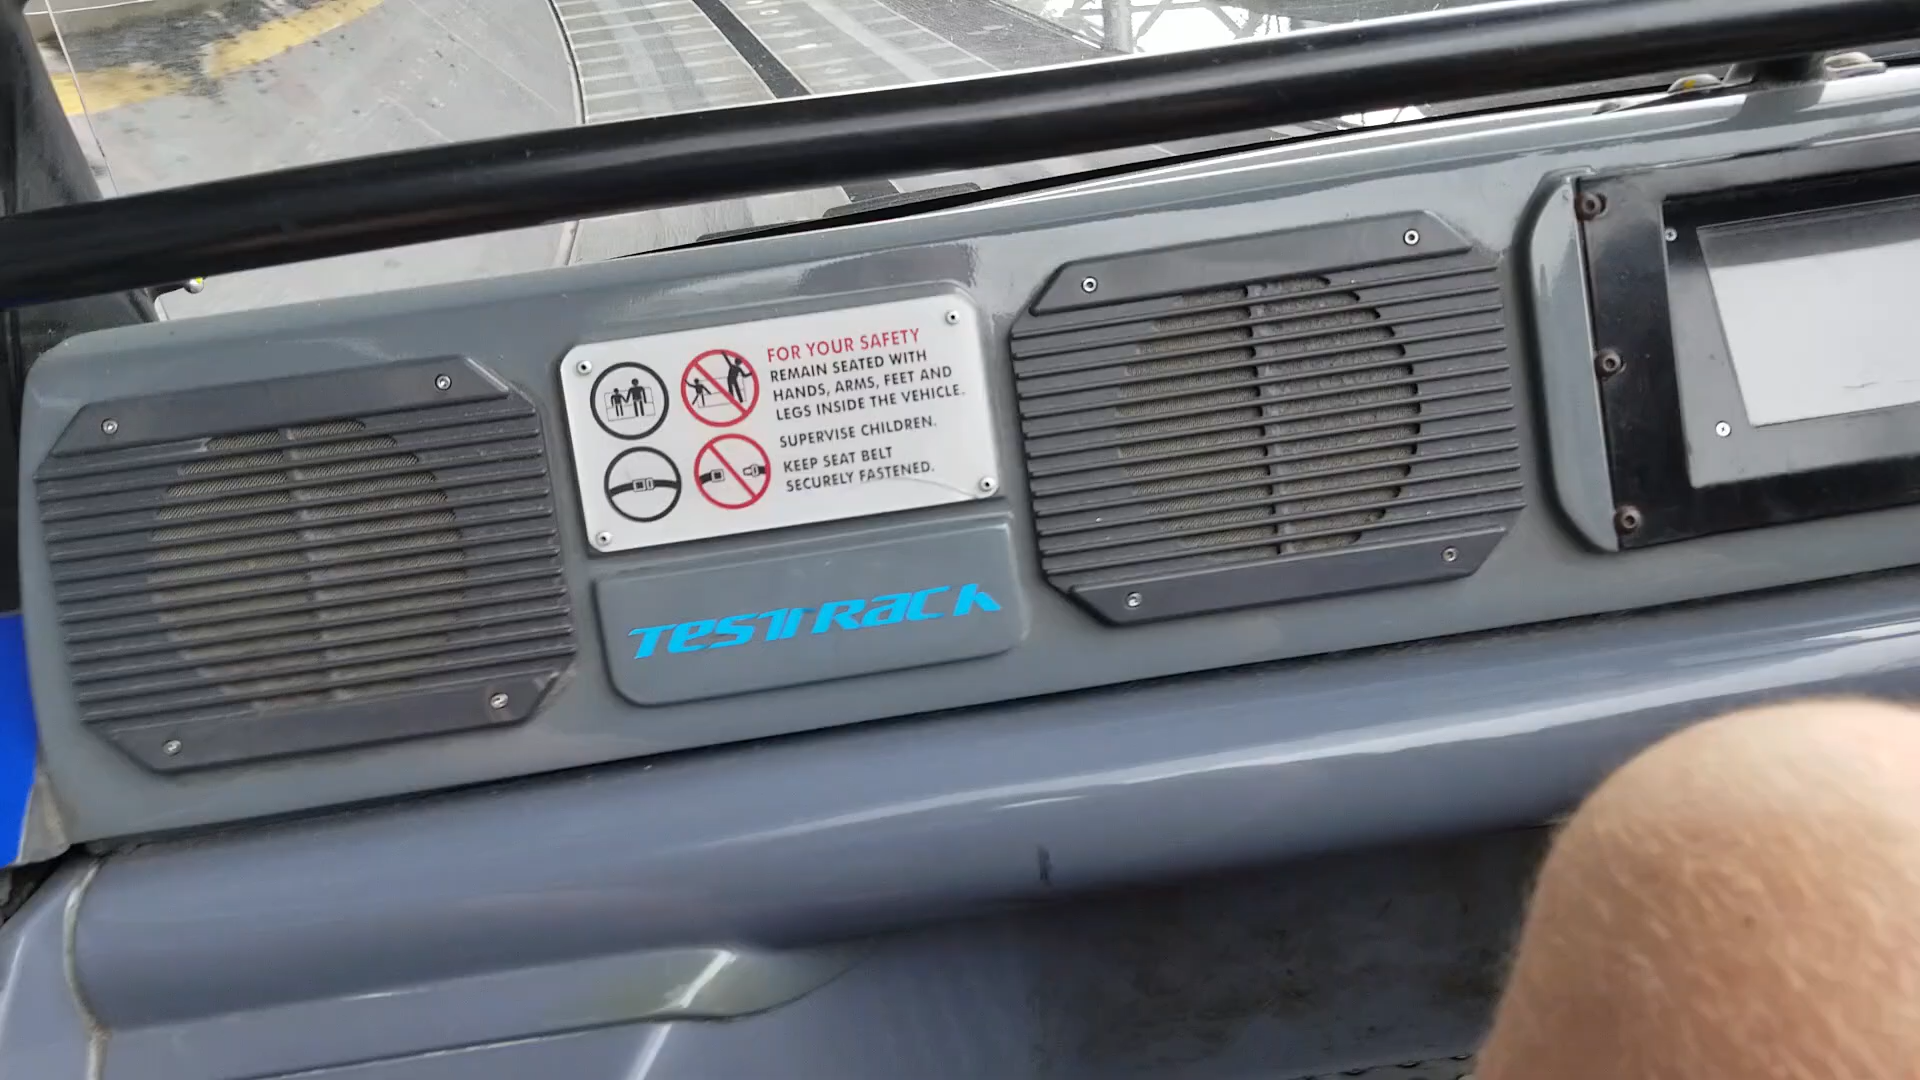 FOR YOUR SAFETY
REMAIN SEATED WITH
HANDS, ARMS, FEET AND
LEGS INSIDE THE VEHICLE.
SUPERVISE CHILDREN.
KEEP SEAT BELT
SECURELY FASTENED.
TESTTRACK